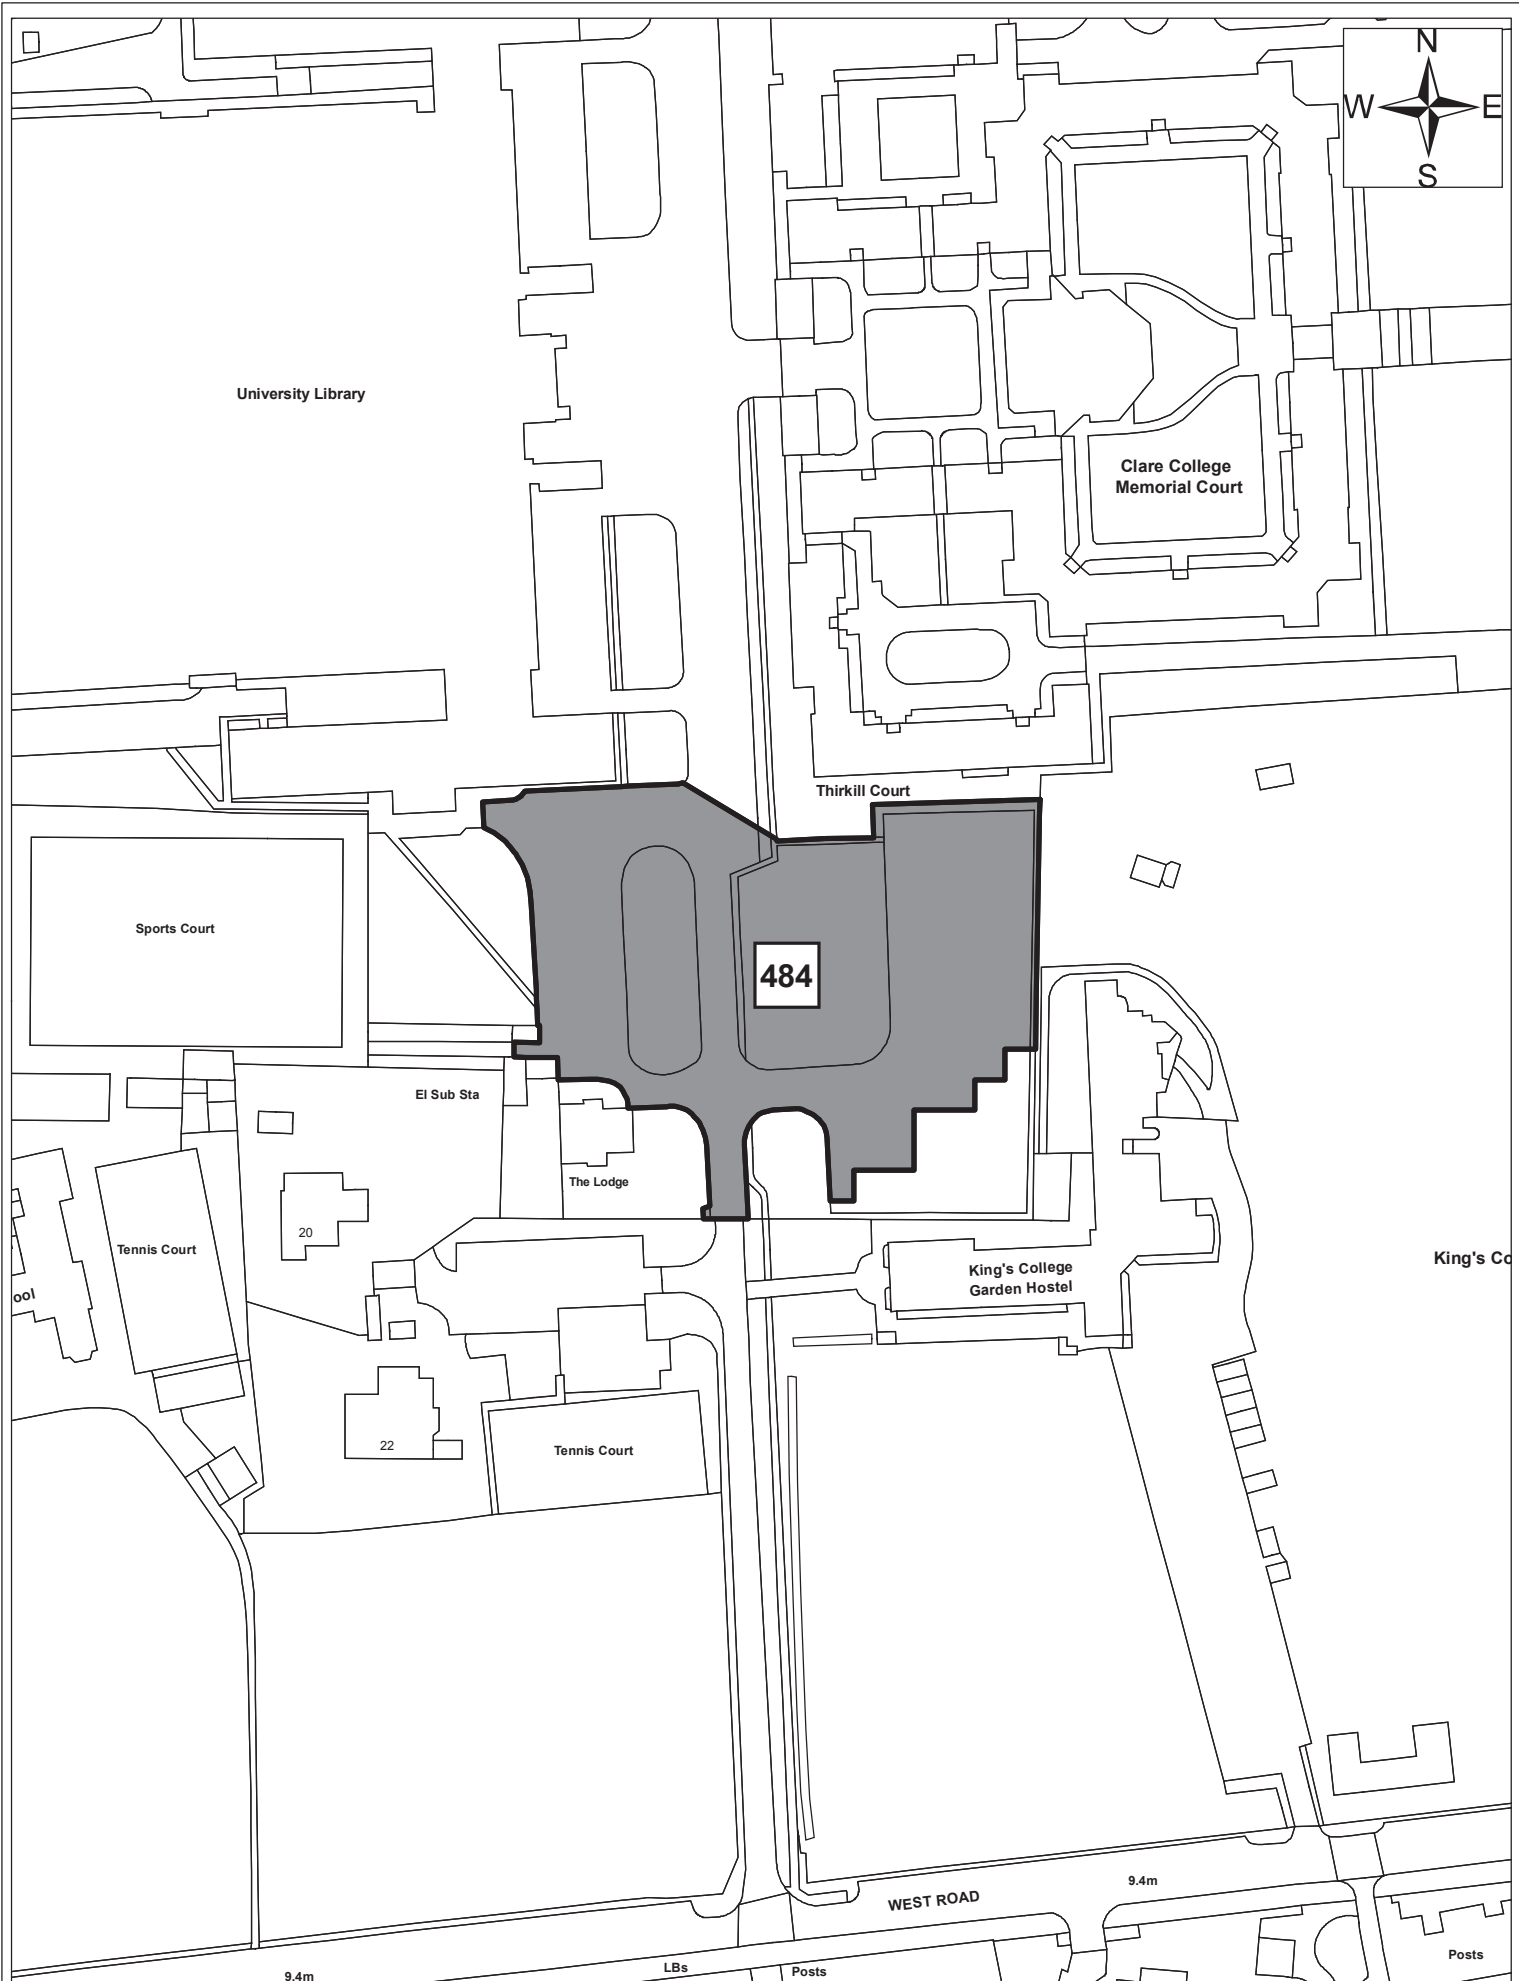 N
W E
S
University Library
Clare College
Memorial Court
Thirkill Court
Sports Court
484
El Sub Sta
The Lodge
20
Tennis Court
King's Co
King's College
Garden Hostel
ool
22
Tennis Court
9.4m
WEST ROAD
Posts
LBs
Posts
9.4m